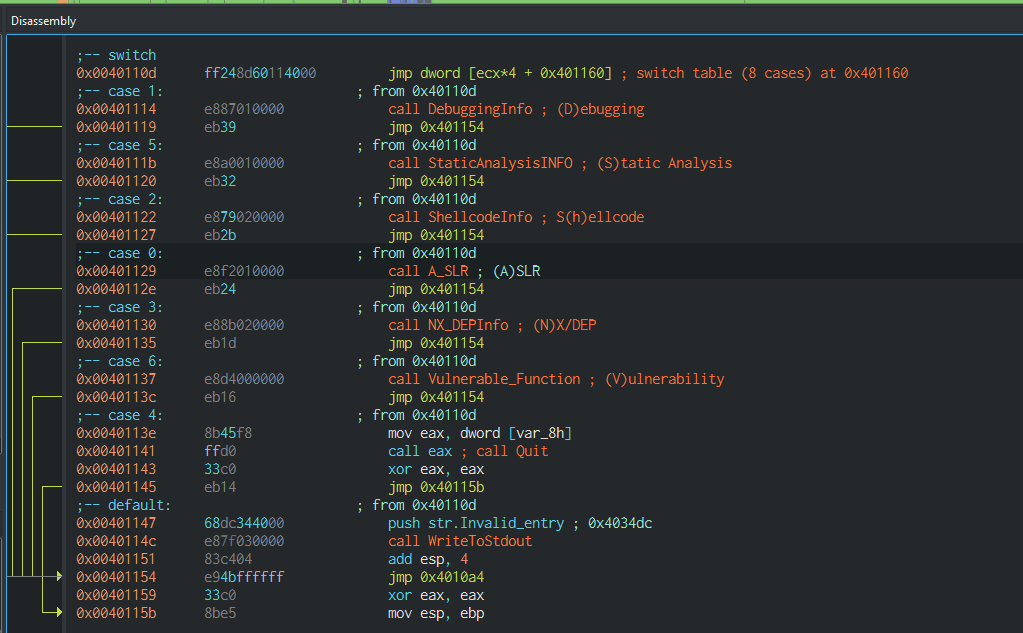 Disassembly
;-- switch
0x0040110d ff248d60114000 jmp dword [ecx*4 + 0x401160] ; switch table (8 cases) at 0x401160
;-- case 1: ; from 0x40110d
0x00401114 e887010000 call DebuggingInfo ; (D)ebugging
0x00401119 eb39 jmp 0x401154
;-- case 5: ; from 0x40110d
0x0040111b e8a0010000 call StaticAnalysisINFO ; (S)tatic Analysis
0x00401120 eb32 jmp 0x401154
;-- case 2: ; from 0x40110d
0x00401122 e879020000 call ShellcodeInfo ; S(h)ellcode
0x00401127 eb2b jmp 0x401154
;-- case 0: ; from 0x40110d
0x00401129 e8f2010000 call A_SLR ; (A)SLR
0x0040112e eb24 jmp 0x401154
;-- case 3: ; from 0x40110d
0x00401130 e88b020000 call NX_DEPInfo ; (N)X/DEP
0x00401135 eb1d jmp 0x401154
;-- case 6: ; from 0x40110d
0x00401137 e8d4000000 call Vulnerable_Function ; (V)ulnerability
0x0040113c eb16 jmp 0x401154
;-- case 4: ; from 0x40110d
0x0040113e 8b45f8 mov eax, dword [var_8h]
0x00401141 ffd0 call eax ; call Quit
0x00401143 33c0 xor eax, eax
0x00401145 eb14 jmp 0x40115b
;-- default: ; from 0x40110d
0x00401147 68dc344000 push str.Invalid_entry ; 0x4034dc
0x0040114c e87f030000 call WriteToStdout
0x00401151 83c404 add esp, 4
0x00401154 e94bffffff jmp 0x4010a4
0x00401159 33c0 xor eax, eax
0x0040115b 8be5 mov esp, ebp